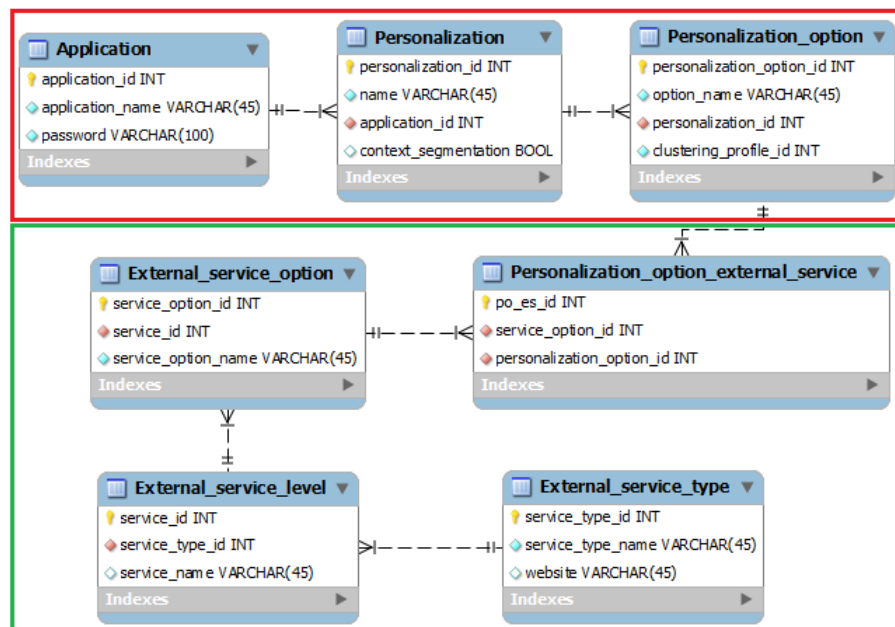 Application
application_id INT
application_name VARCHAR(45)
password VARCHAR(100)
Indexes
Personalization
personalization_id INT
name VARCHAR(45)
application_id INT
context_segmentation BOOL
Indexes
Personalization_option
personalization_option_id INT
option_name VARCHAR(45)
personalization_id INT
clustering_profile_id INT
Indexes
External_service_option
service_option_id INT
service_id INT
service_option_name VARCHAR(45)
Indexes
Personalization_option_external_service
po_es_id INT
service_option_id INT
personalization_option_id INT
Indexes
External_service_level
service_id INT
service_type_id INT
service_name VARCHAR(45)
Indexes
External_service_type
service_type_id INT
service_type_name VARCHAR(45)
website VARCHAR(45)
Indexes